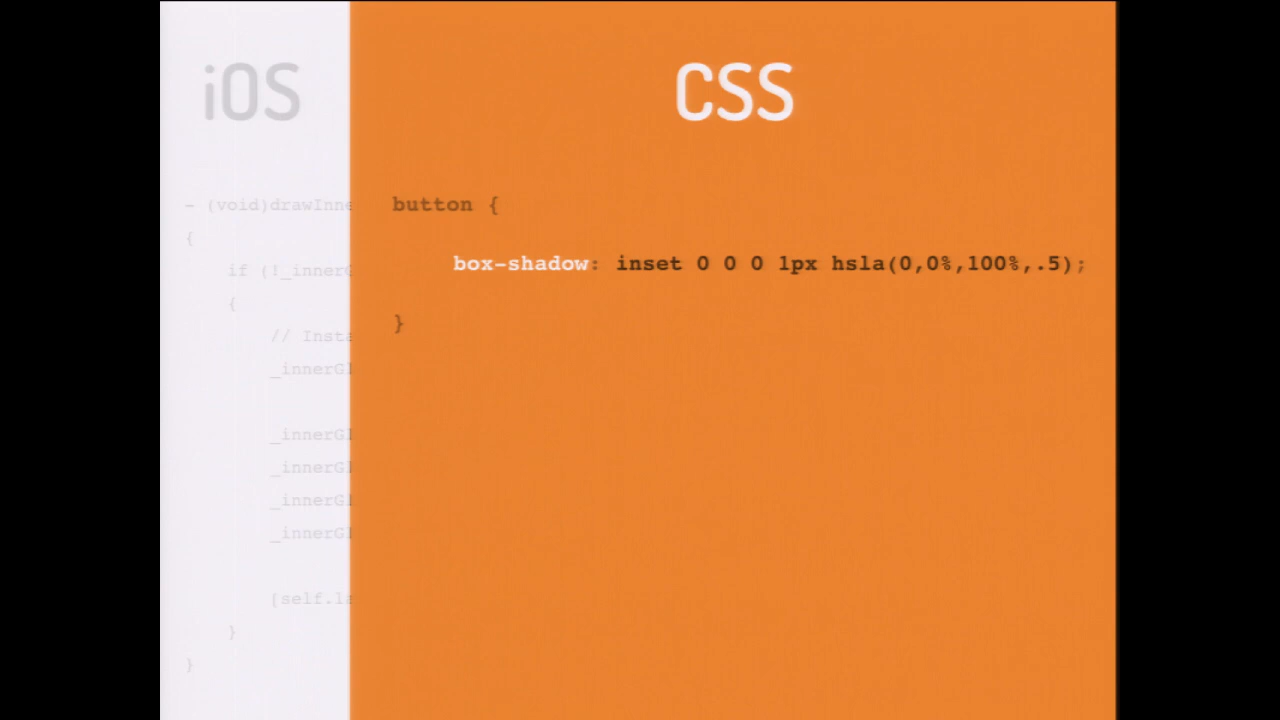 iOS
- (void)drawInne
{
if (!_innerG
{
// Insta
_innerGl
_innerGl
_innerGl
_innerGl
_innerGl
[self.la
}
}
CSS
button {
box-shadow: inset 0 0 0 1px hsla(0,0%,100%,.5);
}